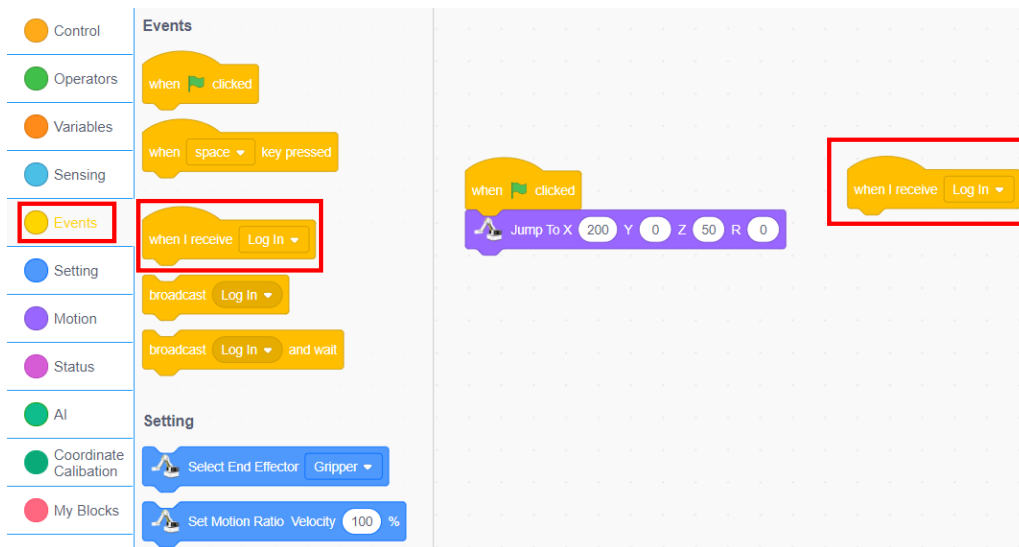 Control
Operators
Variables
Sensing
Events
Setting
Motion
Status
AI
Coordinate
Calibation
My Blocks
Events
when clicked
when space key pressed
when I receive Log In
broadcast Log In
broadcast Log In and wait
Setting
Select End Effector Gripper
Set Motion Ratio Velocity 100 %
when clicked
Jump To X 200 Y 0 Z 50 R 0
when I receive Log In